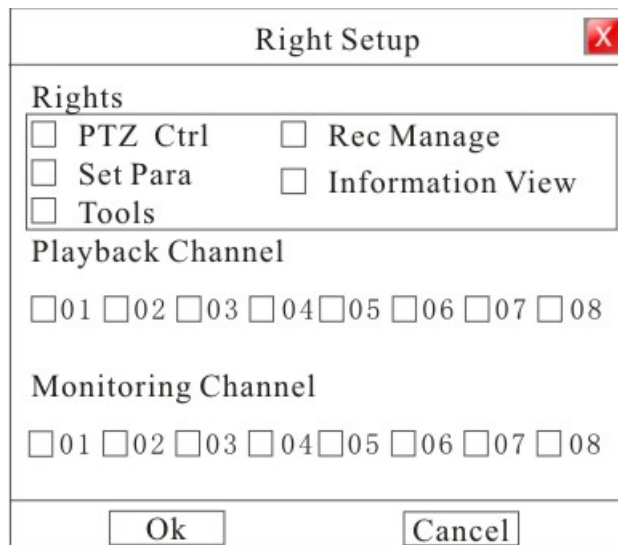 Right Setup X
Rights
PTZ Ctrl Rec Manage
Set Para Information View
Tools
Playback Channel
01 02 03 04 05 06 07 08
Monitoring Channel
01 02 03 04 05 06 07 08
Ok Cancel